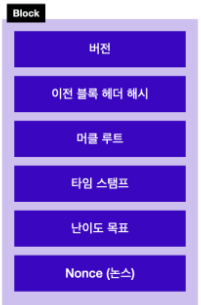 Block
버전
이전 블록 헤더 해시
머클 루트
타임 스탬프
난이도 목표
Nonce (논스)